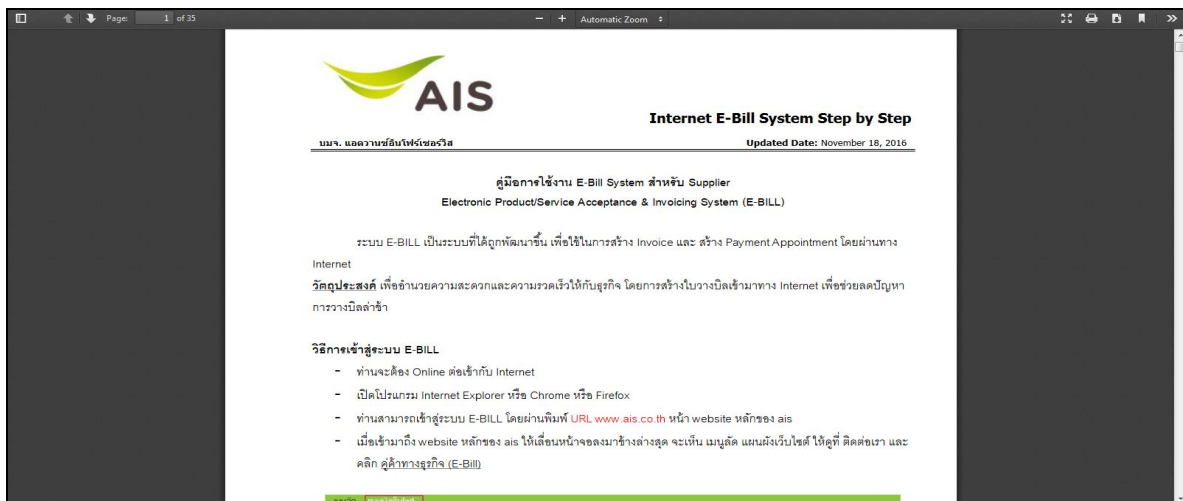 Page: 1 of 35
− + Automatic Zoom
AIS
Internet E-Bill System Step by Step
บมจ. แอดวานซ์อินโฟร์เซอร์วิส Updated Date: November 18, 2016
คู่มือการใช้งาน E-Bill System สำหรับ Supplier
Electronic Product/Service Acceptance & Invoicing System (E-BILL)
ระบบ E-BILL เป็นระบบที่ได้ถูกพัฒนาขึ้น เพื่อใช้ในการสร้าง Invoice และ สร้าง Payment Appointment โดยผ่านทาง
Internet
วัตถุประสงค์ เพื่ออำนวยความสะดวกและความรวดเร็วให้กับธุรกิจ โดยการสร้างใบวางบิลเข้ามาทาง Internet เพื่อช่วยลดปัญหา
การวางบิลล่าช้า
วิธีการเข้าสู่ระบบ E-BILL
- ท่านจะต้อง Online ต่อเข้ากับ Internet
- เปิดโปรแกรม Internet Explorer หรือ Chrome หรือ Firefox
- ท่านสามารถเข้าสู่ระบบ E-BILL โดยผ่านพิมพ์ URL www.ais.co.th หน้า website หลักของ ais
- เมื่อเข้ามาถึง website หลักของ ais ให้เลื่อนหน้าจอลงมาข้างล่างสุด จะเห็น เมนูลัด แผนผังเว็บไซต์ ให้ดูที่ ติดต่อเรา และ
คลิก คู่ค้าทางธุรกิจ (E-Bill)